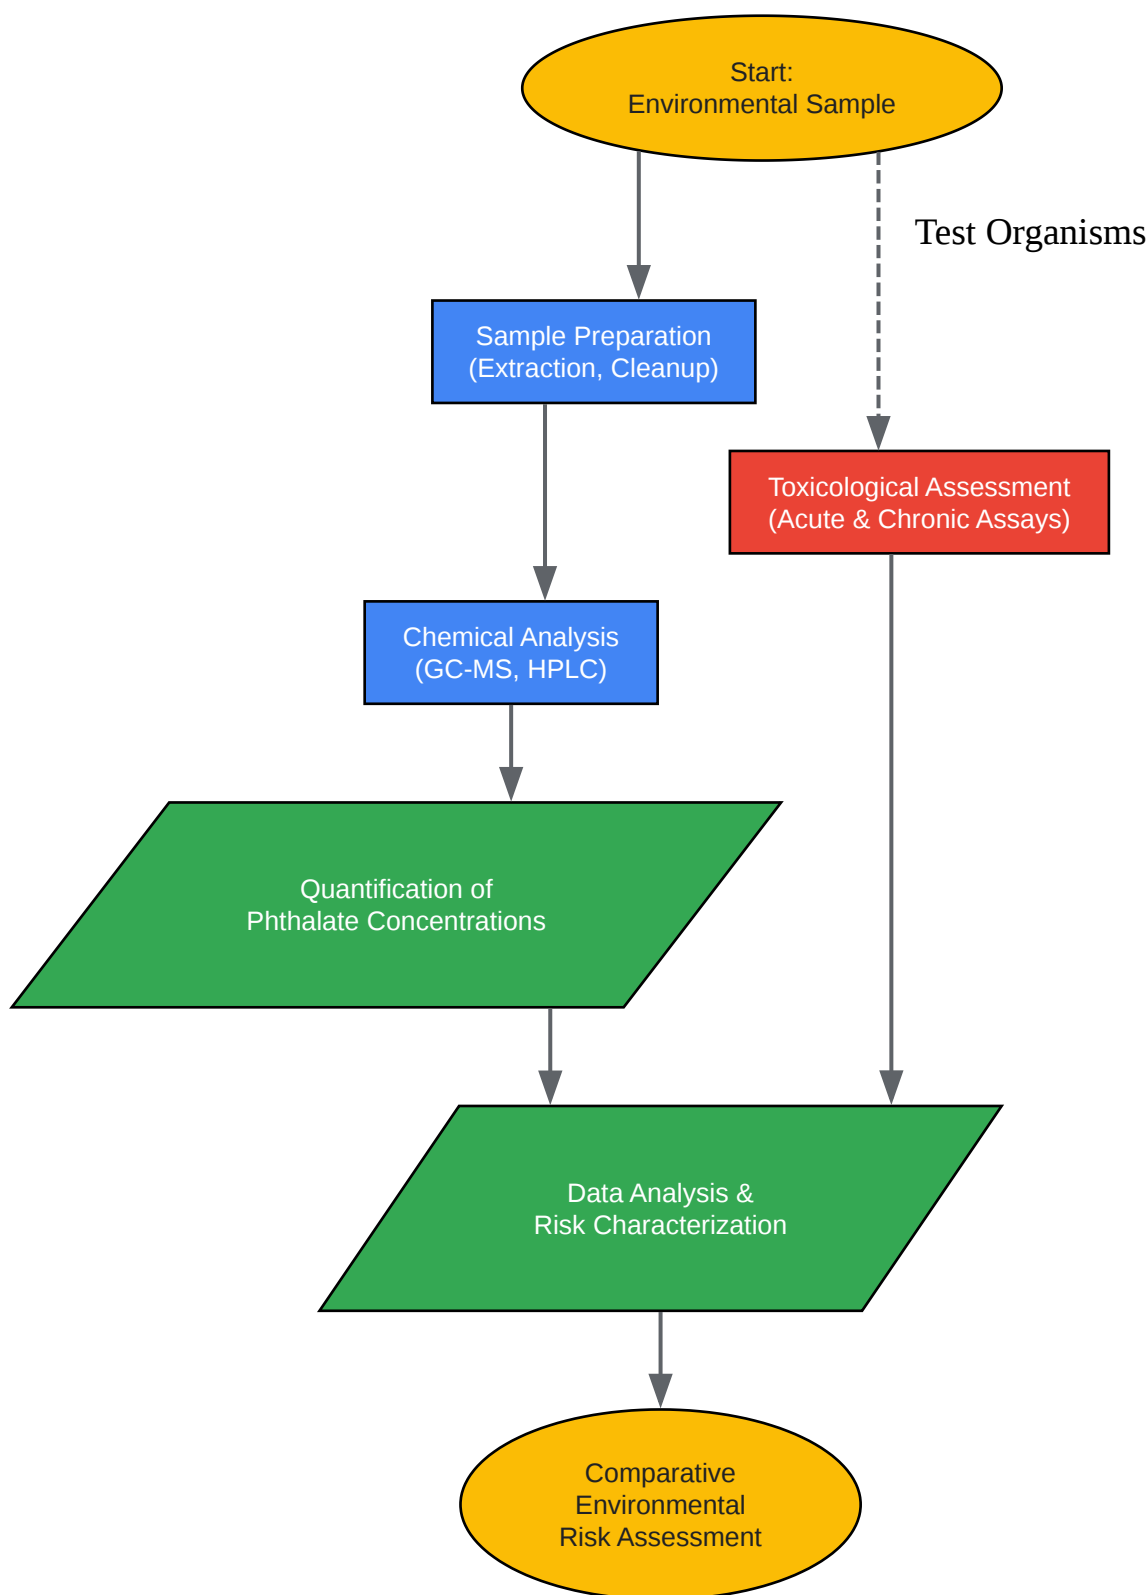 Start:
Environmental Sample
Test Organisms
Sample Preparation
(Extraction, Cleanup)
Toxicological Assessment
(Acute & Chronic Assays)
Chemical Analysis
(GC-MS, HPLC)
Quantification of
Phthalate Concentrations
Data Analysis &
Risk Characterization
Comparative
Environmental
Risk Assessment